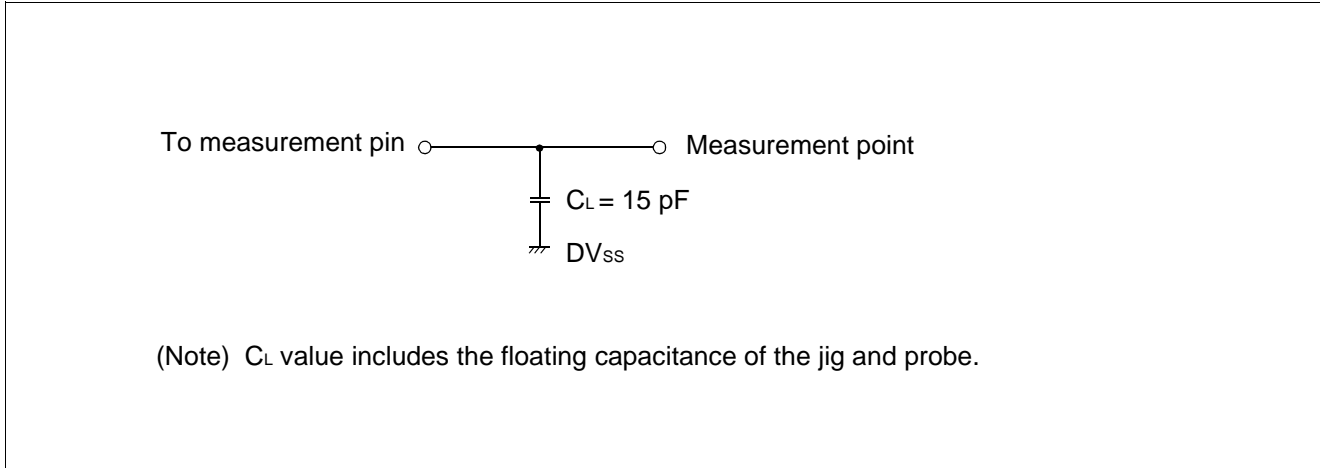 To measurement pin
Measurement point
CL = 15 pF
DVss
(Note) CL value includes the floating capacitance of the jig and probe.